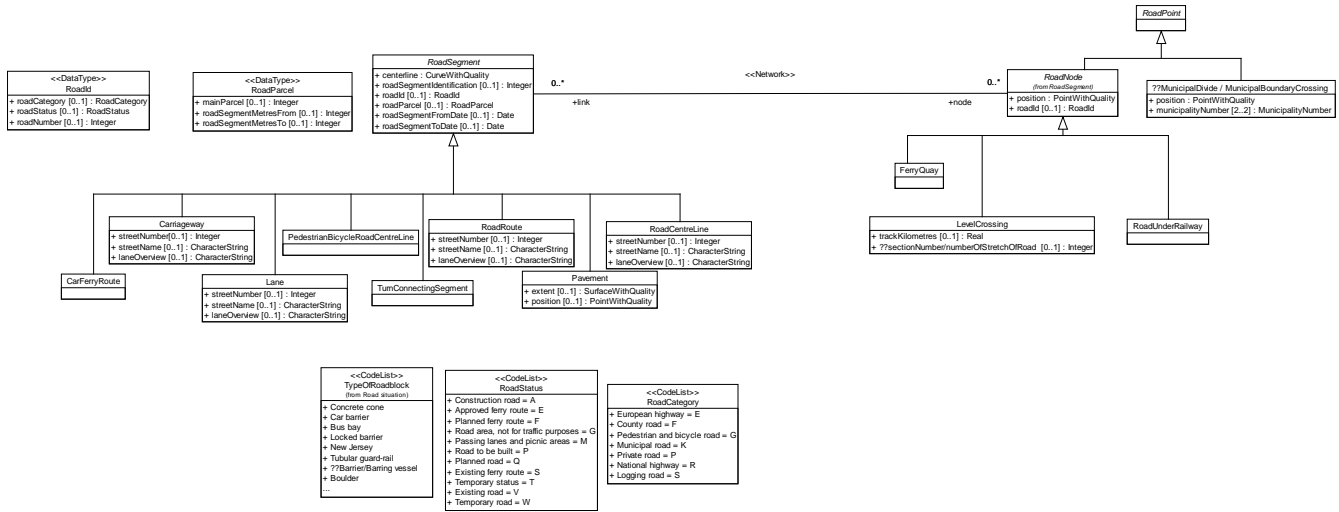 RoadPoint
RoadSegment
+ centerline : CurveWithQuality
+ roadSegmentIdentification [0..1] : Integer
+ roadId [0..1] : RoadId
+ roadParcel [0..1] : RoadParcel
+ roadSegmentFromDate [0..1] : Date
+ roadSegmentToDate [0..1] : Date
<<DataType>>
RoadId
+ roadCategory [0..1] : RoadCategory
+ roadStatus [0..1] : RoadStatus
+ roadNumber [0..1] : Integer
<<DataType>>
RoadParcel
+ mainParcel [0..1] : Integer
+ roadSegmentMetresFrom [0..1] : Integer
+ roadSegmentMetresTo [0..1] : Integer
0..*
+link
<<Network>>
0..*
+node
RoadNode
(from RoadSegment)
+ position : PointWithQuality
+ roadId [0..1] : RoadId
??MunicipalDivide / MunicipalBoundaryCrossing
+ position : PointWithQuality
+ municipalityNumber [2..2] : MunicipalityNumber
FerryQuay
LevelCrossing
+ trackKilometres [0..1] : Real
+ ??sectionNumber/numberOfStretchOfRoad [0..1] : Integer
RoadUnderRailway
Carriageway
+ streetNumber[0..1] : Integer
+ streetName [0..1] : CharacterString
+ laneOverview [0..1] : CharacterString
PedestrianBicycleRoadCentreLine
RoadRoute
+ streetNumber [0..1] : Integer
+ streetName [0..1] : CharacterString
+ laneOverview [0..1] : CharacterString
RoadCentreLine
+ streetNumber [0..1] : Integer
+ streetName [0..1] : CharacterString
+ laneOverview [0..1] : CharacterString
CarFerryRoute
Lane
+ streetNumber [0..1] : Integer
+ streetName [0..1] : CharacterString
+ laneOverview [0..1] : CharacterString
TurnConnectingSegment
Pavement
+ extent [0..1] : SurfaceWithQuality
+ position [0..1] : PointWithQuality
<<CodeList>>
TypeOfRoadblock
(from Road situation)
+ Concrete cone
+ Car barrier
+ Bus bay
+ Locked barrier
+ New Jersey
+ Tubular guard-rail
+ ??Barrier/Barring vessel
+ Boulder
...
<<CodeList>>
RoadStatus
+ Construction road = A
+ Approved ferry route = E
+ Planned ferry route = F
+ Road area, not for traffic purposes = G
+ Passing lanes and picnic areas = M
+ Road to be built = P
+ Planned road = Q
+ Existing ferry route = S
+ Temporary status = T
+ Existing road = V
+ Temporary road = W
<<CodeList>>
RoadCategory
+ European highway = E
+ County road = F
+ Pedestrian and bicycle road = G
+ Municipal road = K
+ Private road = P
+ National highway = R
+ Logging road = S